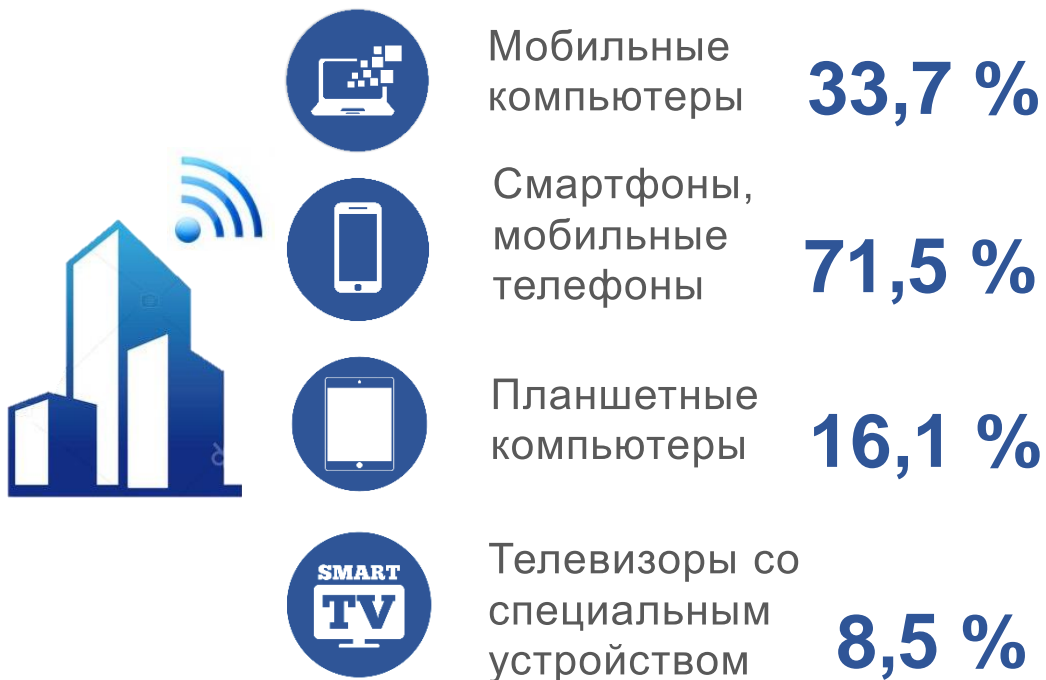 Мобильные
компьютеры
33,7 %
Смартфоны,
мобильные
телефоны
71,5 %
Планшетные
компьютеры
16,1 %
SMART
TV
Телевизоры со
специальным
устройством
8,5 %